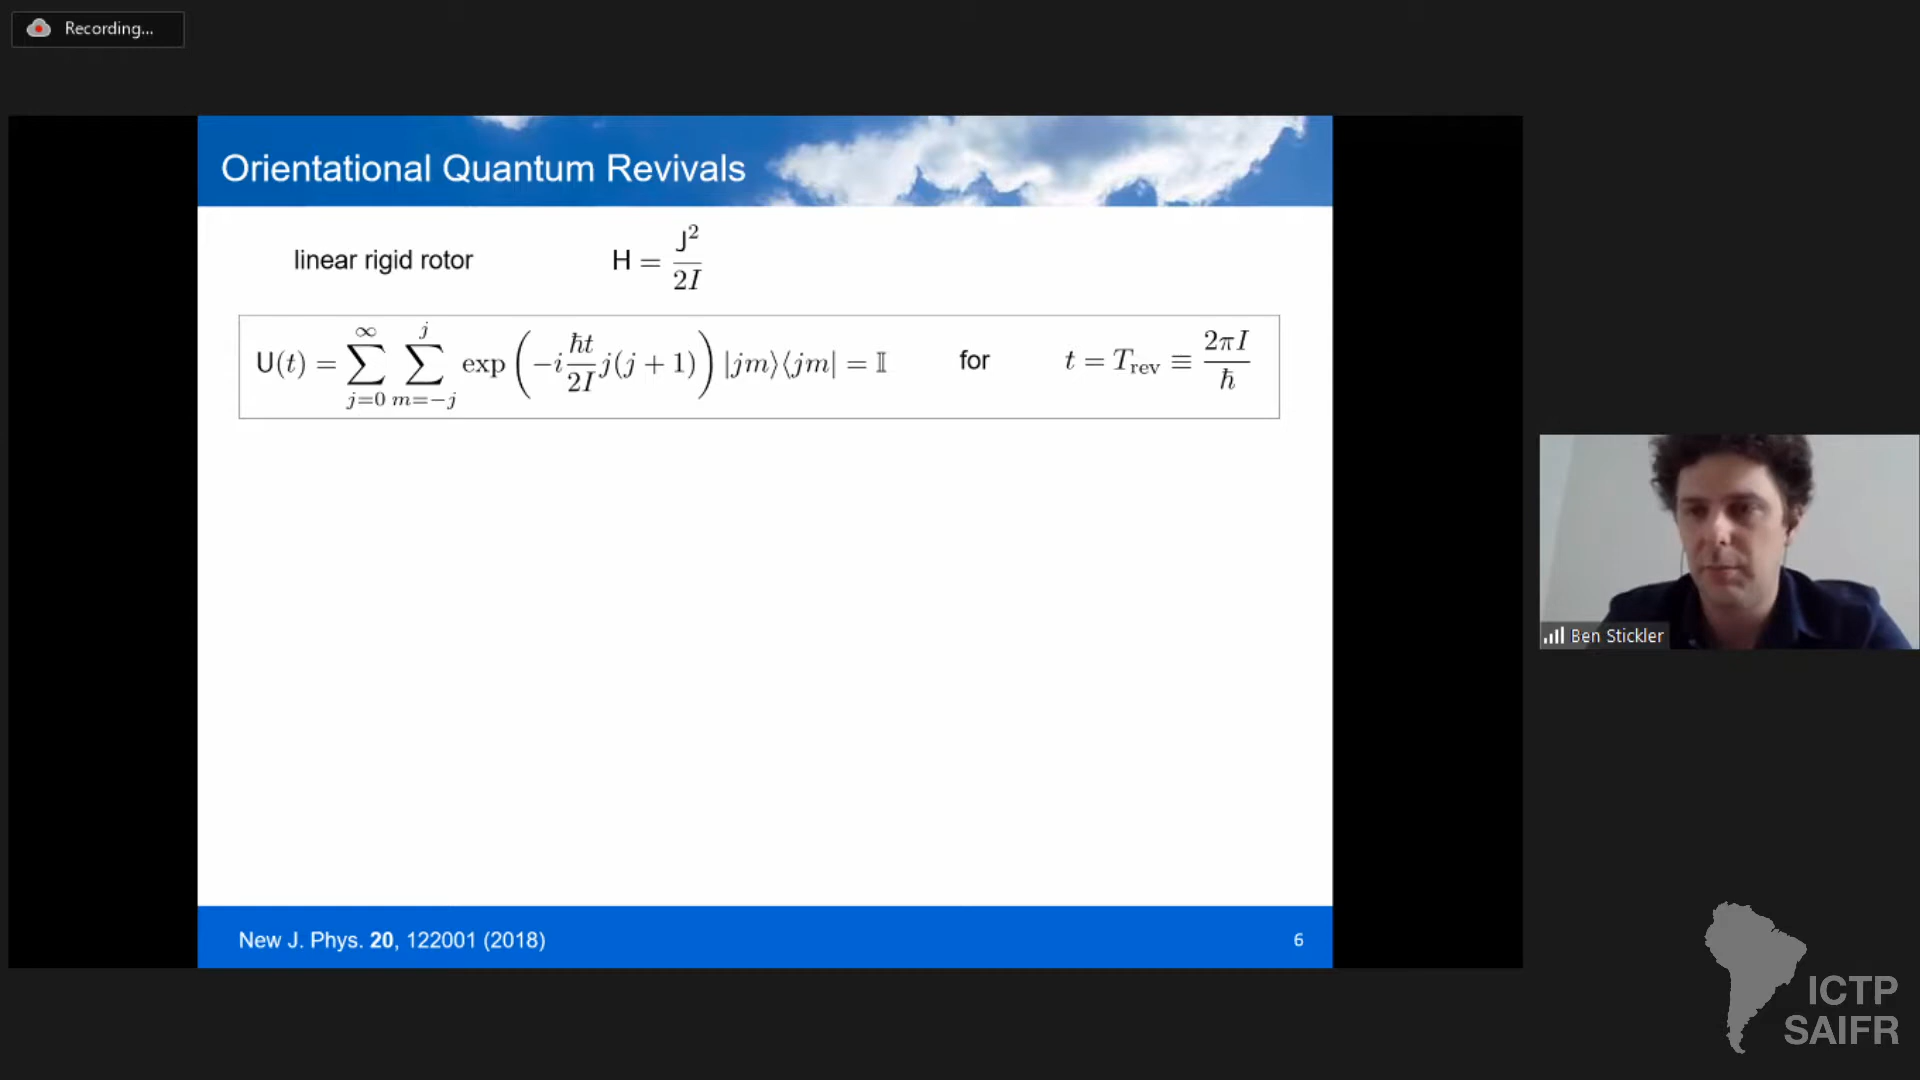 Recording...
Orientational Quantum Revivals
linear rigid rotor H = J²/2I
U(t) = ∑_{j=0}^{∞} ∑_{m=−j}^{j} exp(−i ħt/2I j(j + 1)) |jm⟩⟨jm| = 𝕀 for t = T_rev ≡ 2πI/ħ
Ben Stickler
New J. Phys. 20, 122001 (2018) 6
ICTP
SAIFR